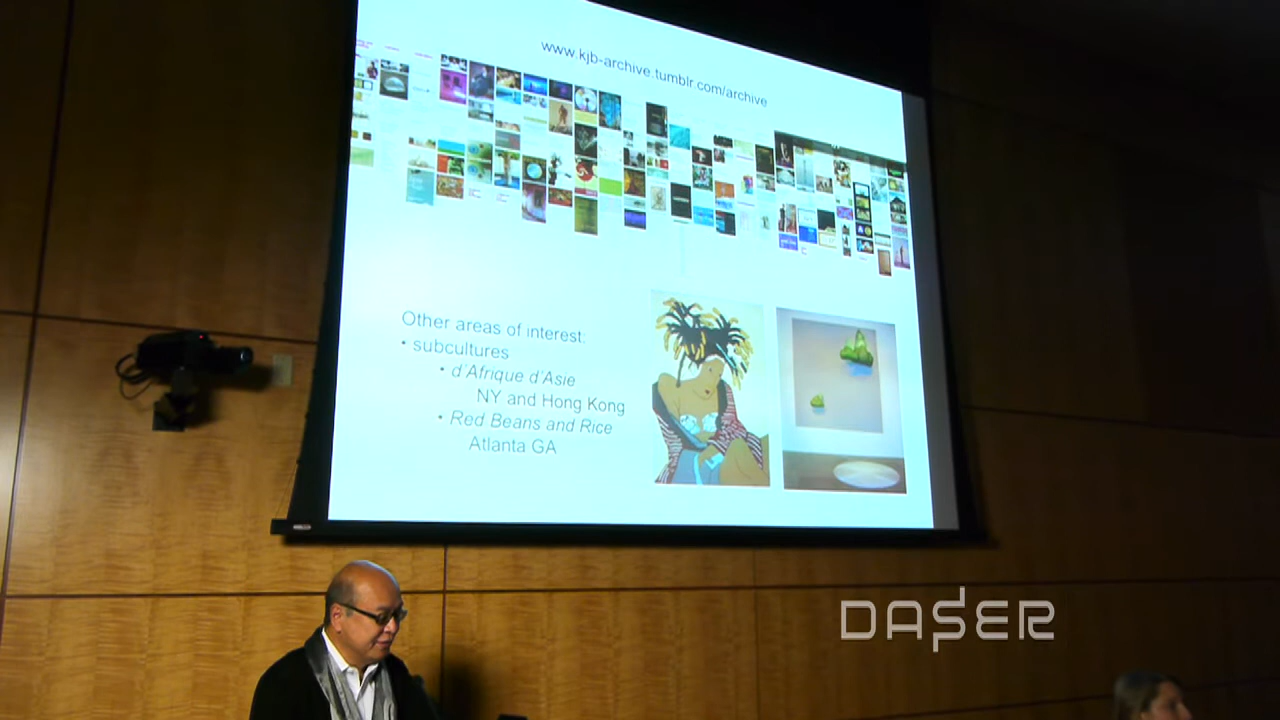 www.kjb-archive.tumblr.com/archive
Other areas of interest:
• subcultures
• d'Afrique d'Asie
NY and Hong Kong
• Red Beans and Rice
Atlanta GA
DASER